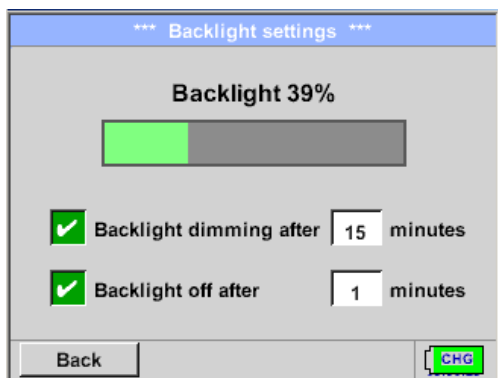 *** Backlight settings ***
Backlight 39%
Backlight dimming after 15 minutes
Backlight off after 1 minutes
Back
CHG